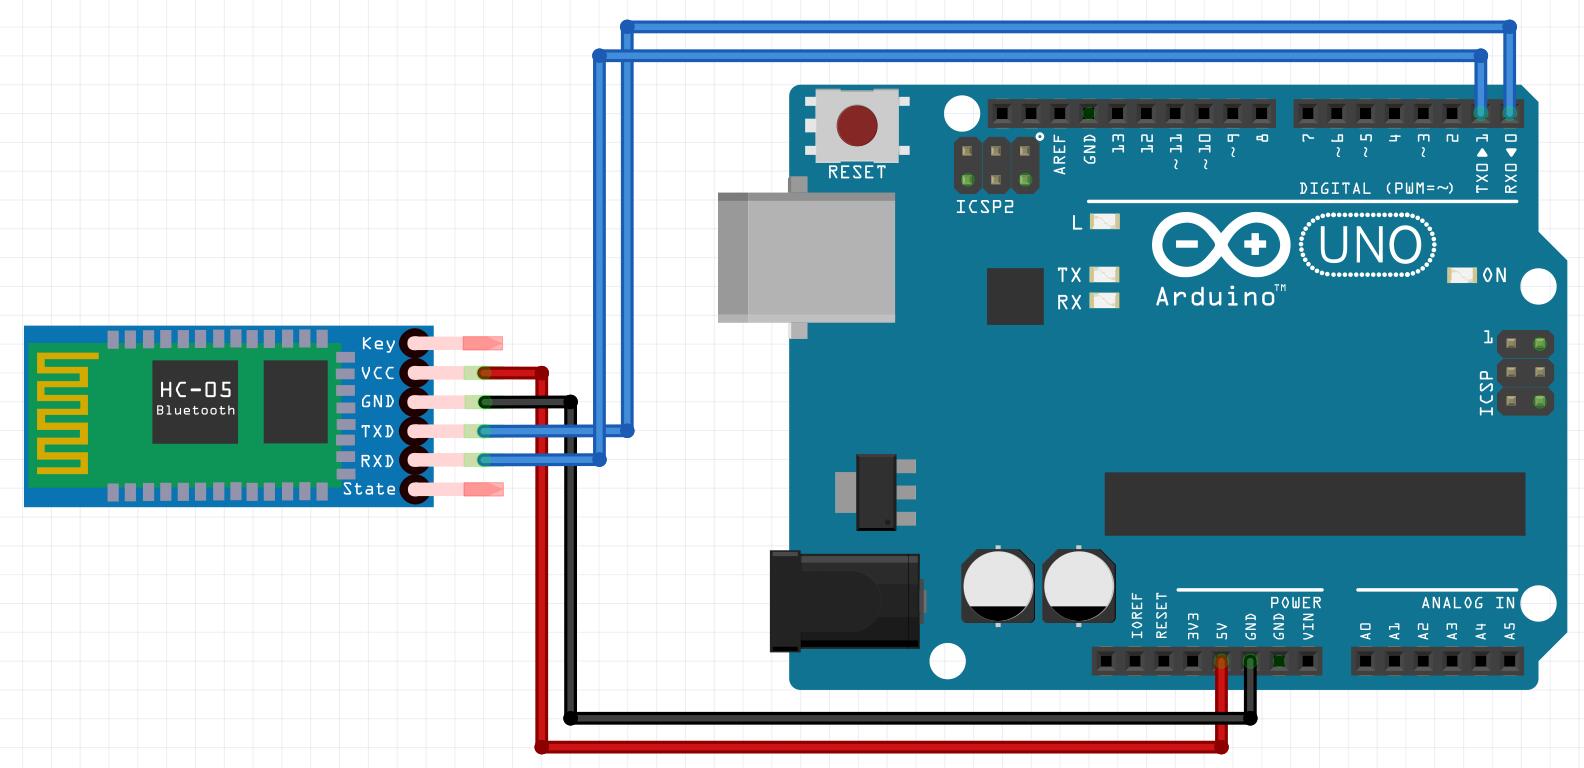 RESET
ICSP2
AREF
GND
13
12
~11
~10
~9
8
7
~6
~5
4
~3
2
TX0 ▶ 1
RX0 ◀ 0
DIGITAL (PWM=~)
L
TX
RX
UNO
Arduino™
ON
1
ICSP
HC-05
Bluetooth
Key
VCC
GND
TXD
RXD
State
IOREF
RESET
3V3
5V
GND
GND
VIN
POWER
ANALOG IN
A0
A1
A2
A3
A4
A5